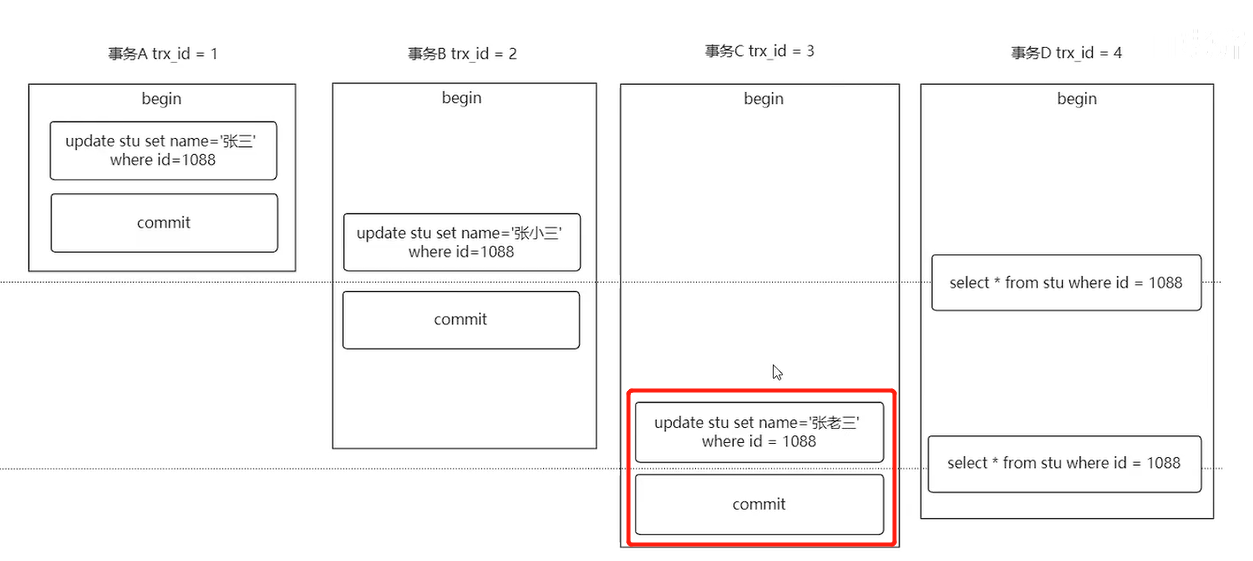 事务A trx_id = 1
begin
update stu set name='张三'
where id=1088
commit
事务B trx_id = 2
begin
update stu set name='张小三'
where id=1088
commit
事务C trx_id = 3
begin
update stu set name='张老三'
where id = 1088
commit
事务D trx_id = 4
begin
select * from stu where id = 1088
select * from stu where id = 1088